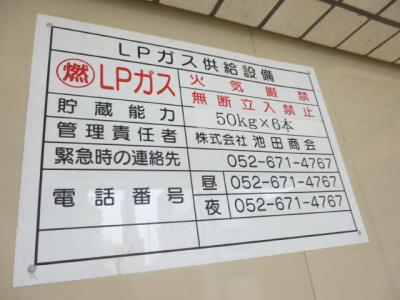 LPガス供給設備
燃 LPガス 火気厳禁
無断立入禁止
貯蔵能力 50kg×6本
管理責任者 株式会社 池田商会
緊急時の連絡先 052-671-4767
電話番号 昼 052-671-4767
夜 052-671-4767